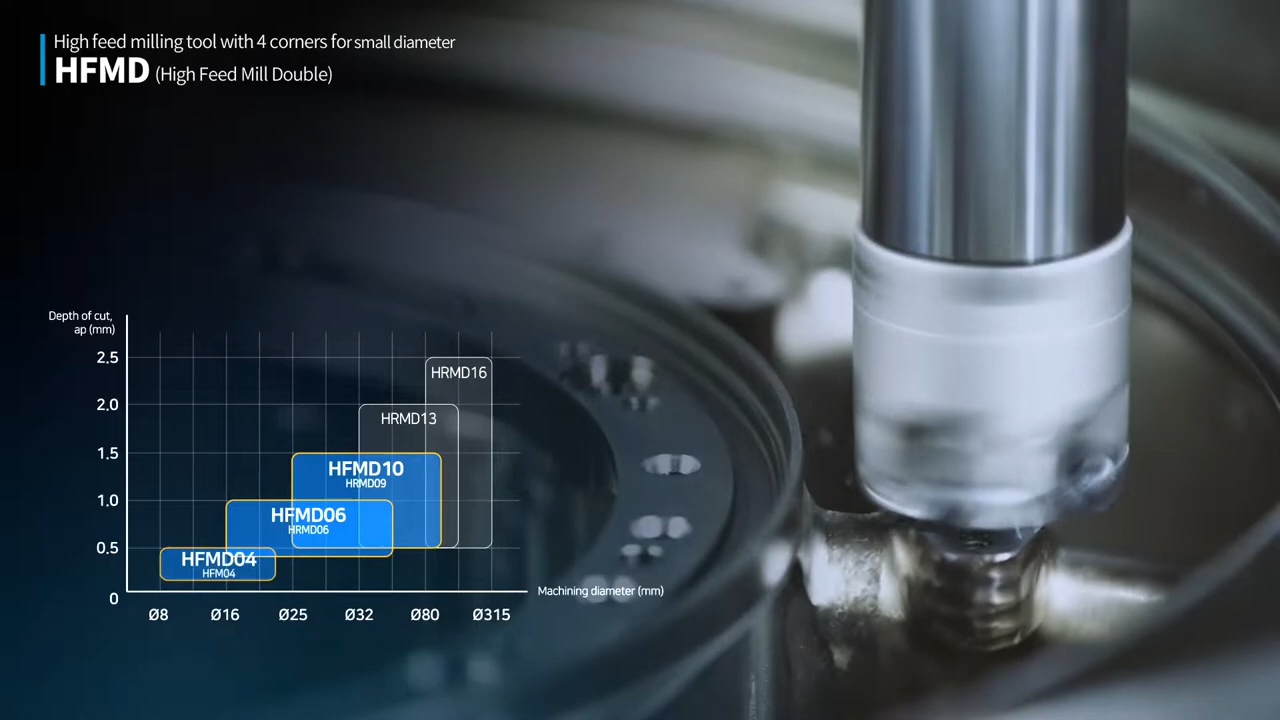 High feed milling tool with 4 corners for small diameter
HFMD (High Feed Mill Double)
Depth of cut,
ap (mm)
2.5
2.0
1.5
1.0
0.5
0
HRMD16
HRMD13
HFMD10
HRMD09
HFMD06
HRMD06
HFMD04
HFM04
Machining diameter (mm)
Ø8 Ø16 Ø25 Ø32 Ø80 Ø315